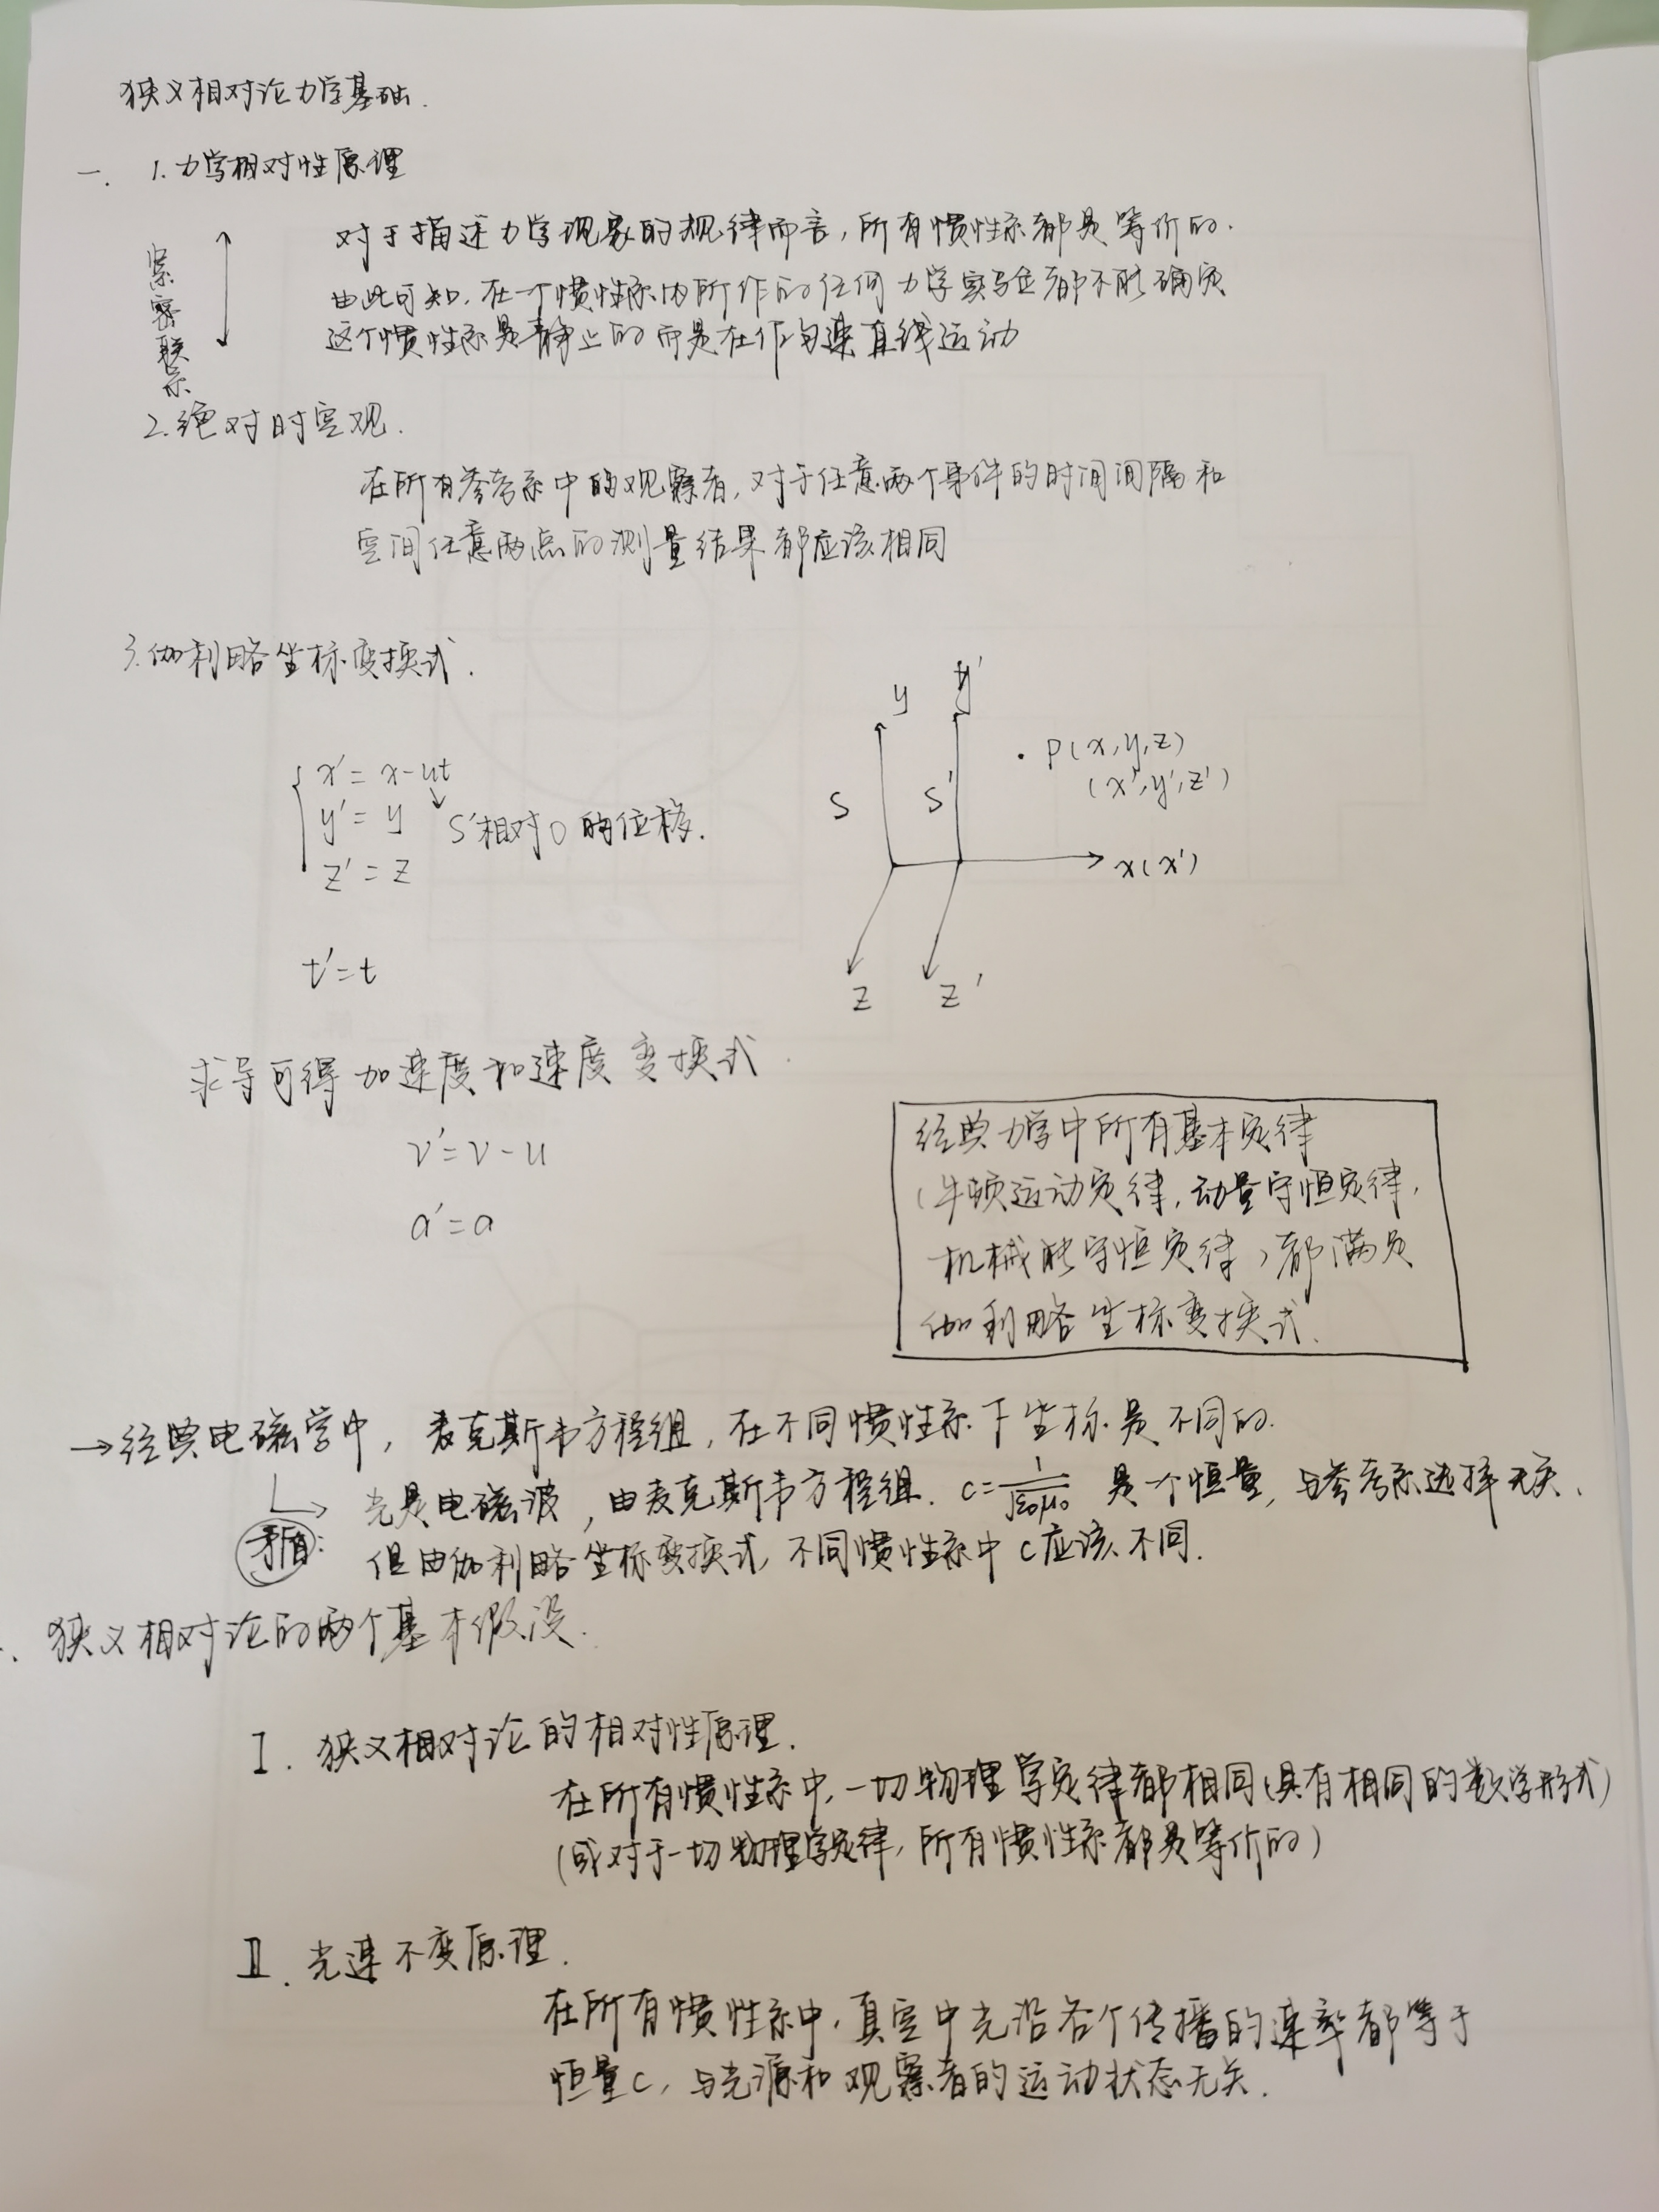 狭义相对论力学基础.
一. 1.力学相对性原理
对于描述力学现象的规律而言,所有惯性系都是等价的.
由此可知,在一个惯性系内所作的任何力学实验都不能确定
这个惯性系是静止的而是在作匀速直线运动
紧密联系
2.绝对时空观.
在所有参考系中的观察者,对于任意两个事件的时间间隔和
空间任意两点的测量结果都应该相同
3.伽利略坐标变换式.
x′= x-ut
y′= y
z′= z
S′相对O的位移.
t′=t
y
y′
S
S′
P(x,y,z)
(x′,y′,z′)
x(x′)
z
z′
求导可得加速度和速度变换式.
v′=v-u
a′=a
经典力学中所有基本定律
(牛顿运动定律,动量守恒定律,
机械能守恒定律)都满足
伽利略坐标变换式.
→经典电磁学中,麦克斯韦方程组,在不同惯性系下坐标是不同的.
光是电磁波,由麦克斯韦方程组. c=1/√ε₀μ₀ 是一个恒量,与参考系选择无关.
矛盾: 但由伽利略坐标变换式,不同惯性系中c应该不同.
. 狭义相对论的两个基本假设.
Ⅰ. 狭义相对论的相对性原理.
在所有惯性系中,一切物理学定律都相同(具有相同的数学形式)
(或对于一切物理学定律,所有惯性系都是等价的)
Ⅱ. 光速不变原理.
在所有惯性系中,真空中光沿各个传播的速率都等于
恒量c,与光源和观察者的运动状态无关.